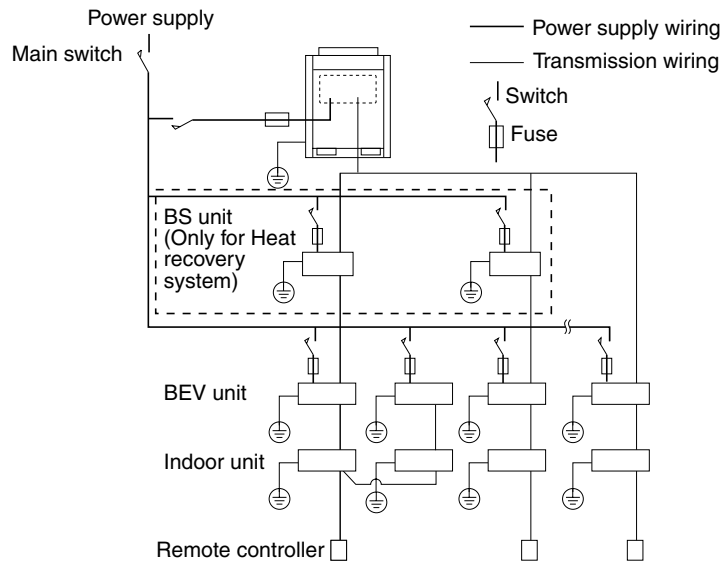 Power supply
Main switch
Power supply wiring
Transmission wiring
Switch
Fuse
BS unit
(Only for Heat
recovery
system)
BEV unit
Indoor unit
Remote controller